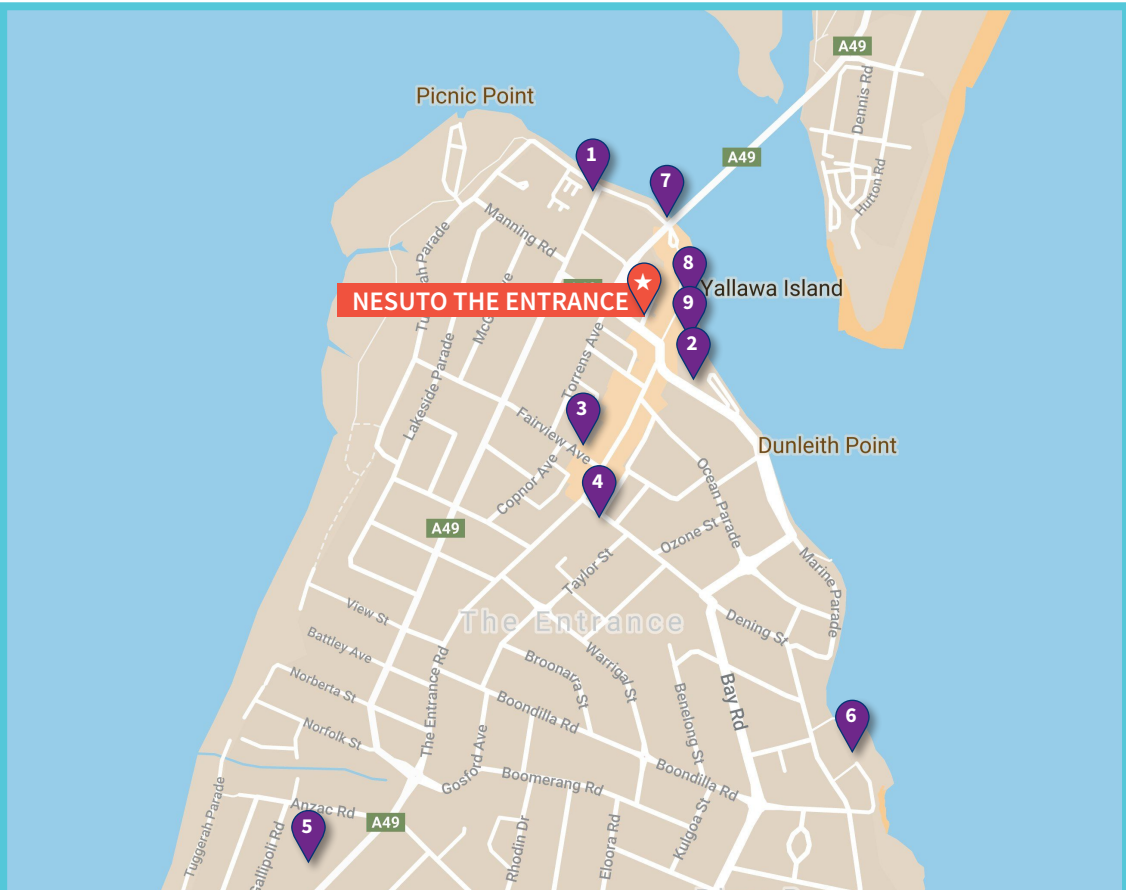 A49
Picnic Point
Dennis Rd
1
A49
7
Hutton Rd
Manning Rd
8
Yallawa Island
NESUTO THE ENTRANCE
9
2
Torrens Ave
Lakeside Parade
3
Fairview Ave
Dunleith Point
4
Copnor Ave
Ocean Parade
A49
Ozone St
Taylor St
Marine Parade
View St
The Entrance
Dening St
Battley Ave
Warrigal St
Broonara St
Norberta St
The Entrance Rd
Bay Rd
Benelong St
Boondilla Rd
6
Norfolk St
Gosford Ave
Boomerang Rd
Boondilla Rd
Tuggerah Parade
Anzac Rd
A49
5
Gallipoli Rd
Rhodin Dr
Eloora Rd
Kulgoa St